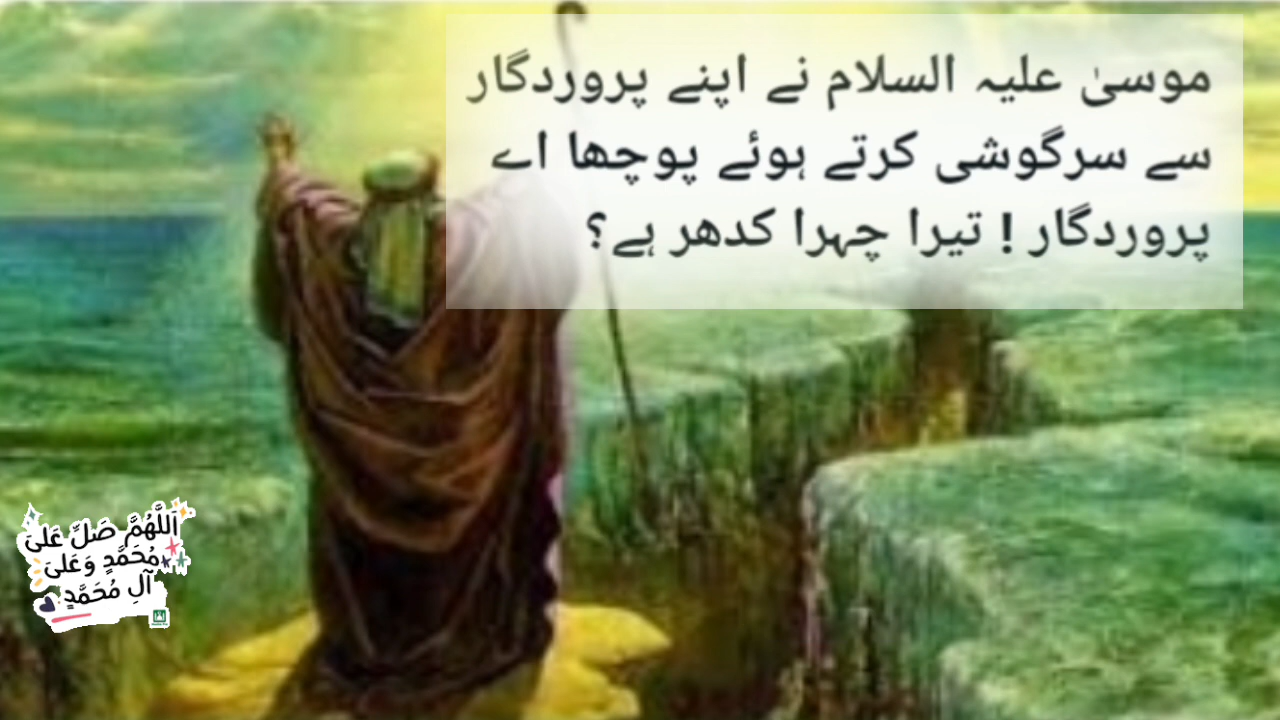 موسیٰ علیہ السلام نے اپنے پروردگار
سے سرگوشی کرتے ہوئے پوچھا اے
پروردگار ! تیرا چہرا کدھر ہے؟
اَللَّهُمَّ صَلِّ عَلىَ
مُحَمَّدٍ وَعَلىَ
آلِ مُحَمَّدٍ